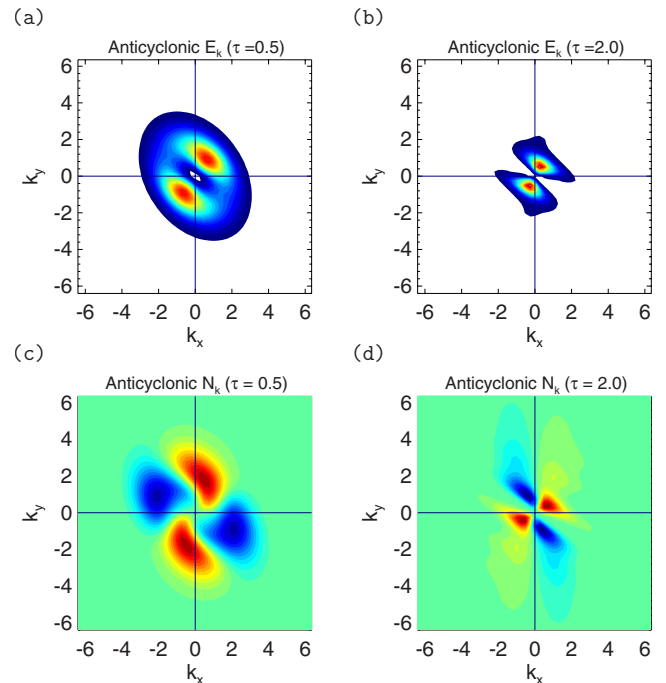 (a)
(b)
Anticyclonic E_k (τ =0.5)
Anticyclonic E_k (τ =2.0)
6
4
2
0
-2
-4
-6
k_y
-6 -4 -2 0 2 4 6
k_x
6
4
2
0
-2
-4
-6
k_y
-6 -4 -2 0 2 4 6
k_x
(c)
(d)
Anticyclonic N_k (τ = 0.5)
Anticyclonic N_k (τ = 2.0)
6
4
2
0
-2
-4
-6
k_y
-6 -4 -2 0 2 4 6
k_x
6
4
2
0
-2
-4
-6
k_y
-6 -4 -2 0 2 4 6
k_x